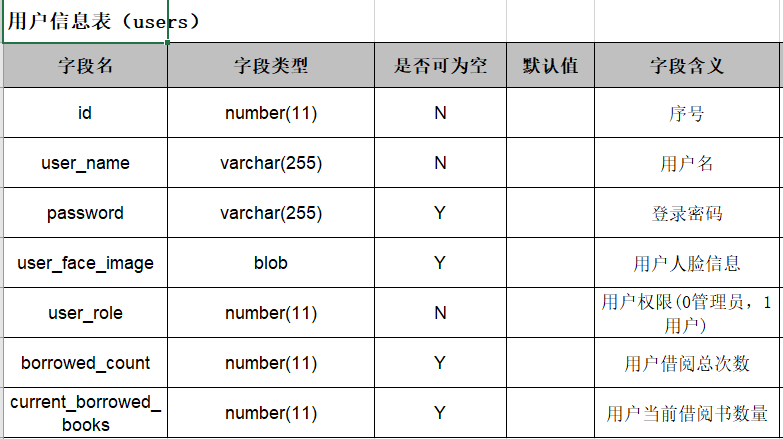 用户信息表（users）
字段名 字段类型 是否可为空 默认值 字段含义
id number(11) N 序号
user_name varchar(255) N 用户名
password varchar(255) Y 登录密码
user_face_image blob Y 用户人脸信息
user_role number(11) N 用户权限(0管理员，1
用户)
borrowed_count number(11) Y 用户借阅总次数
current_borrowed_
books number(11) Y 用户当前借阅书数量